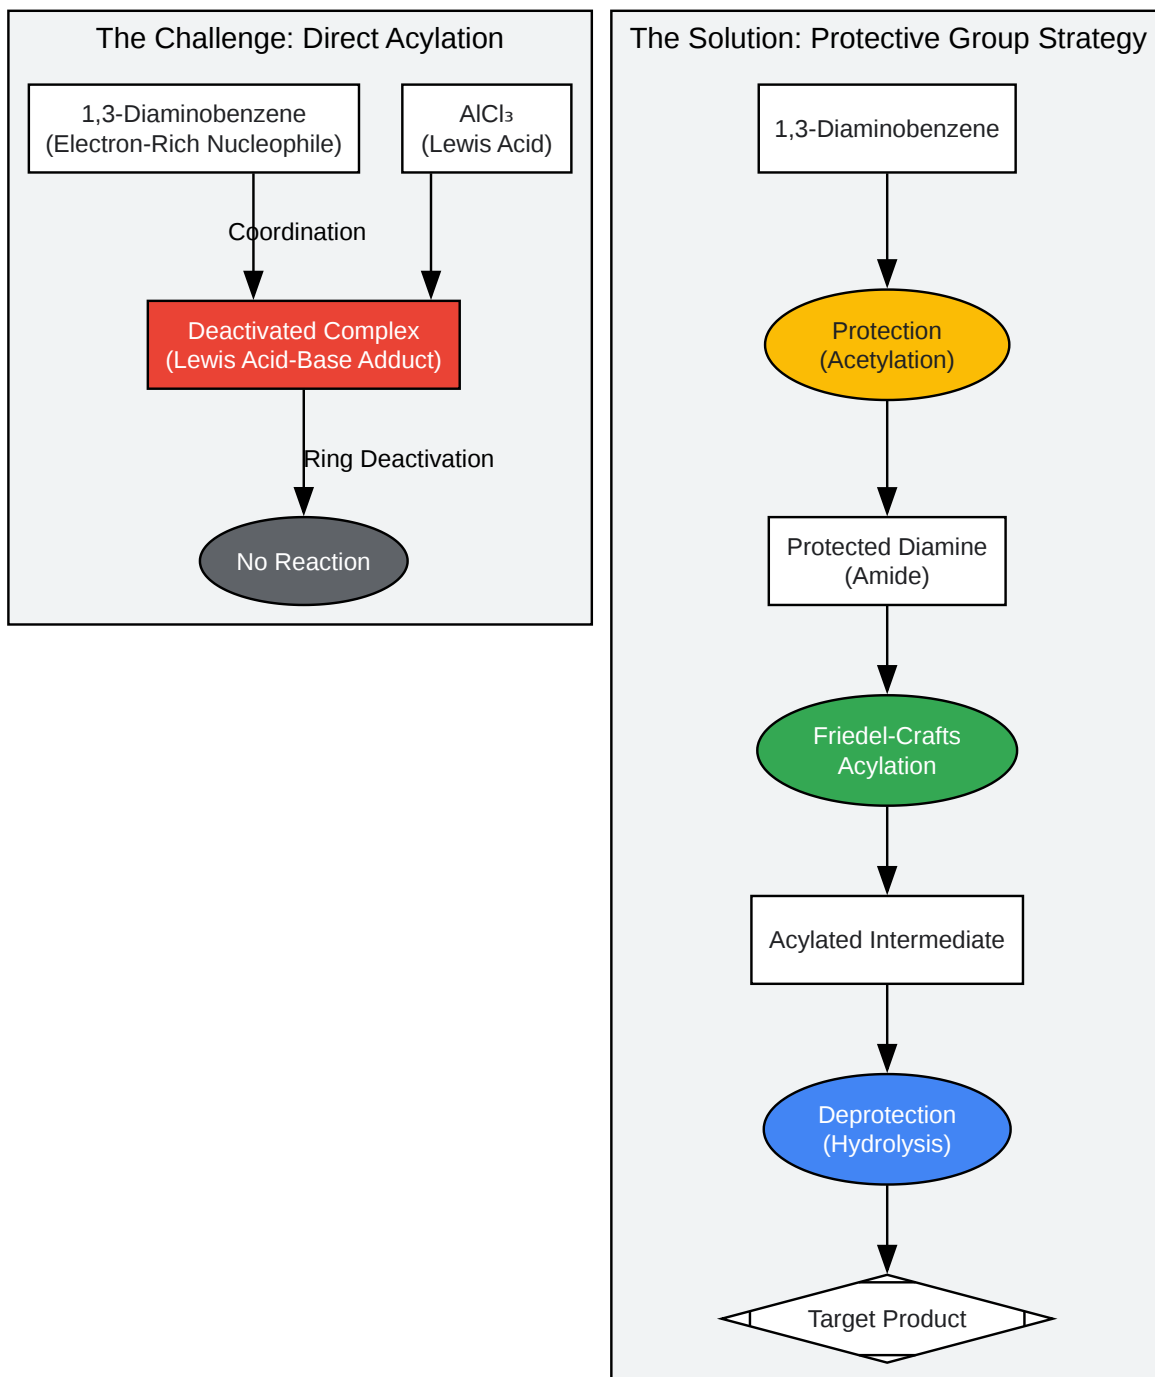 The Challenge: Direct Acylation
1,3-Diaminobenzene
(Electron-Rich Nucleophile)
AlCl₃
(Lewis Acid)
Coordination
Deactivated Complex
(Lewis Acid-Base Adduct)
Ring Deactivation
No Reaction
The Solution: Protective Group Strategy
1,3-Diaminobenzene
Protection
(Acetylation)
Protected Diamine
(Amide)
Friedel-Crafts
Acylation
Acylated Intermediate
Deprotection
(Hydrolysis)
Target Product